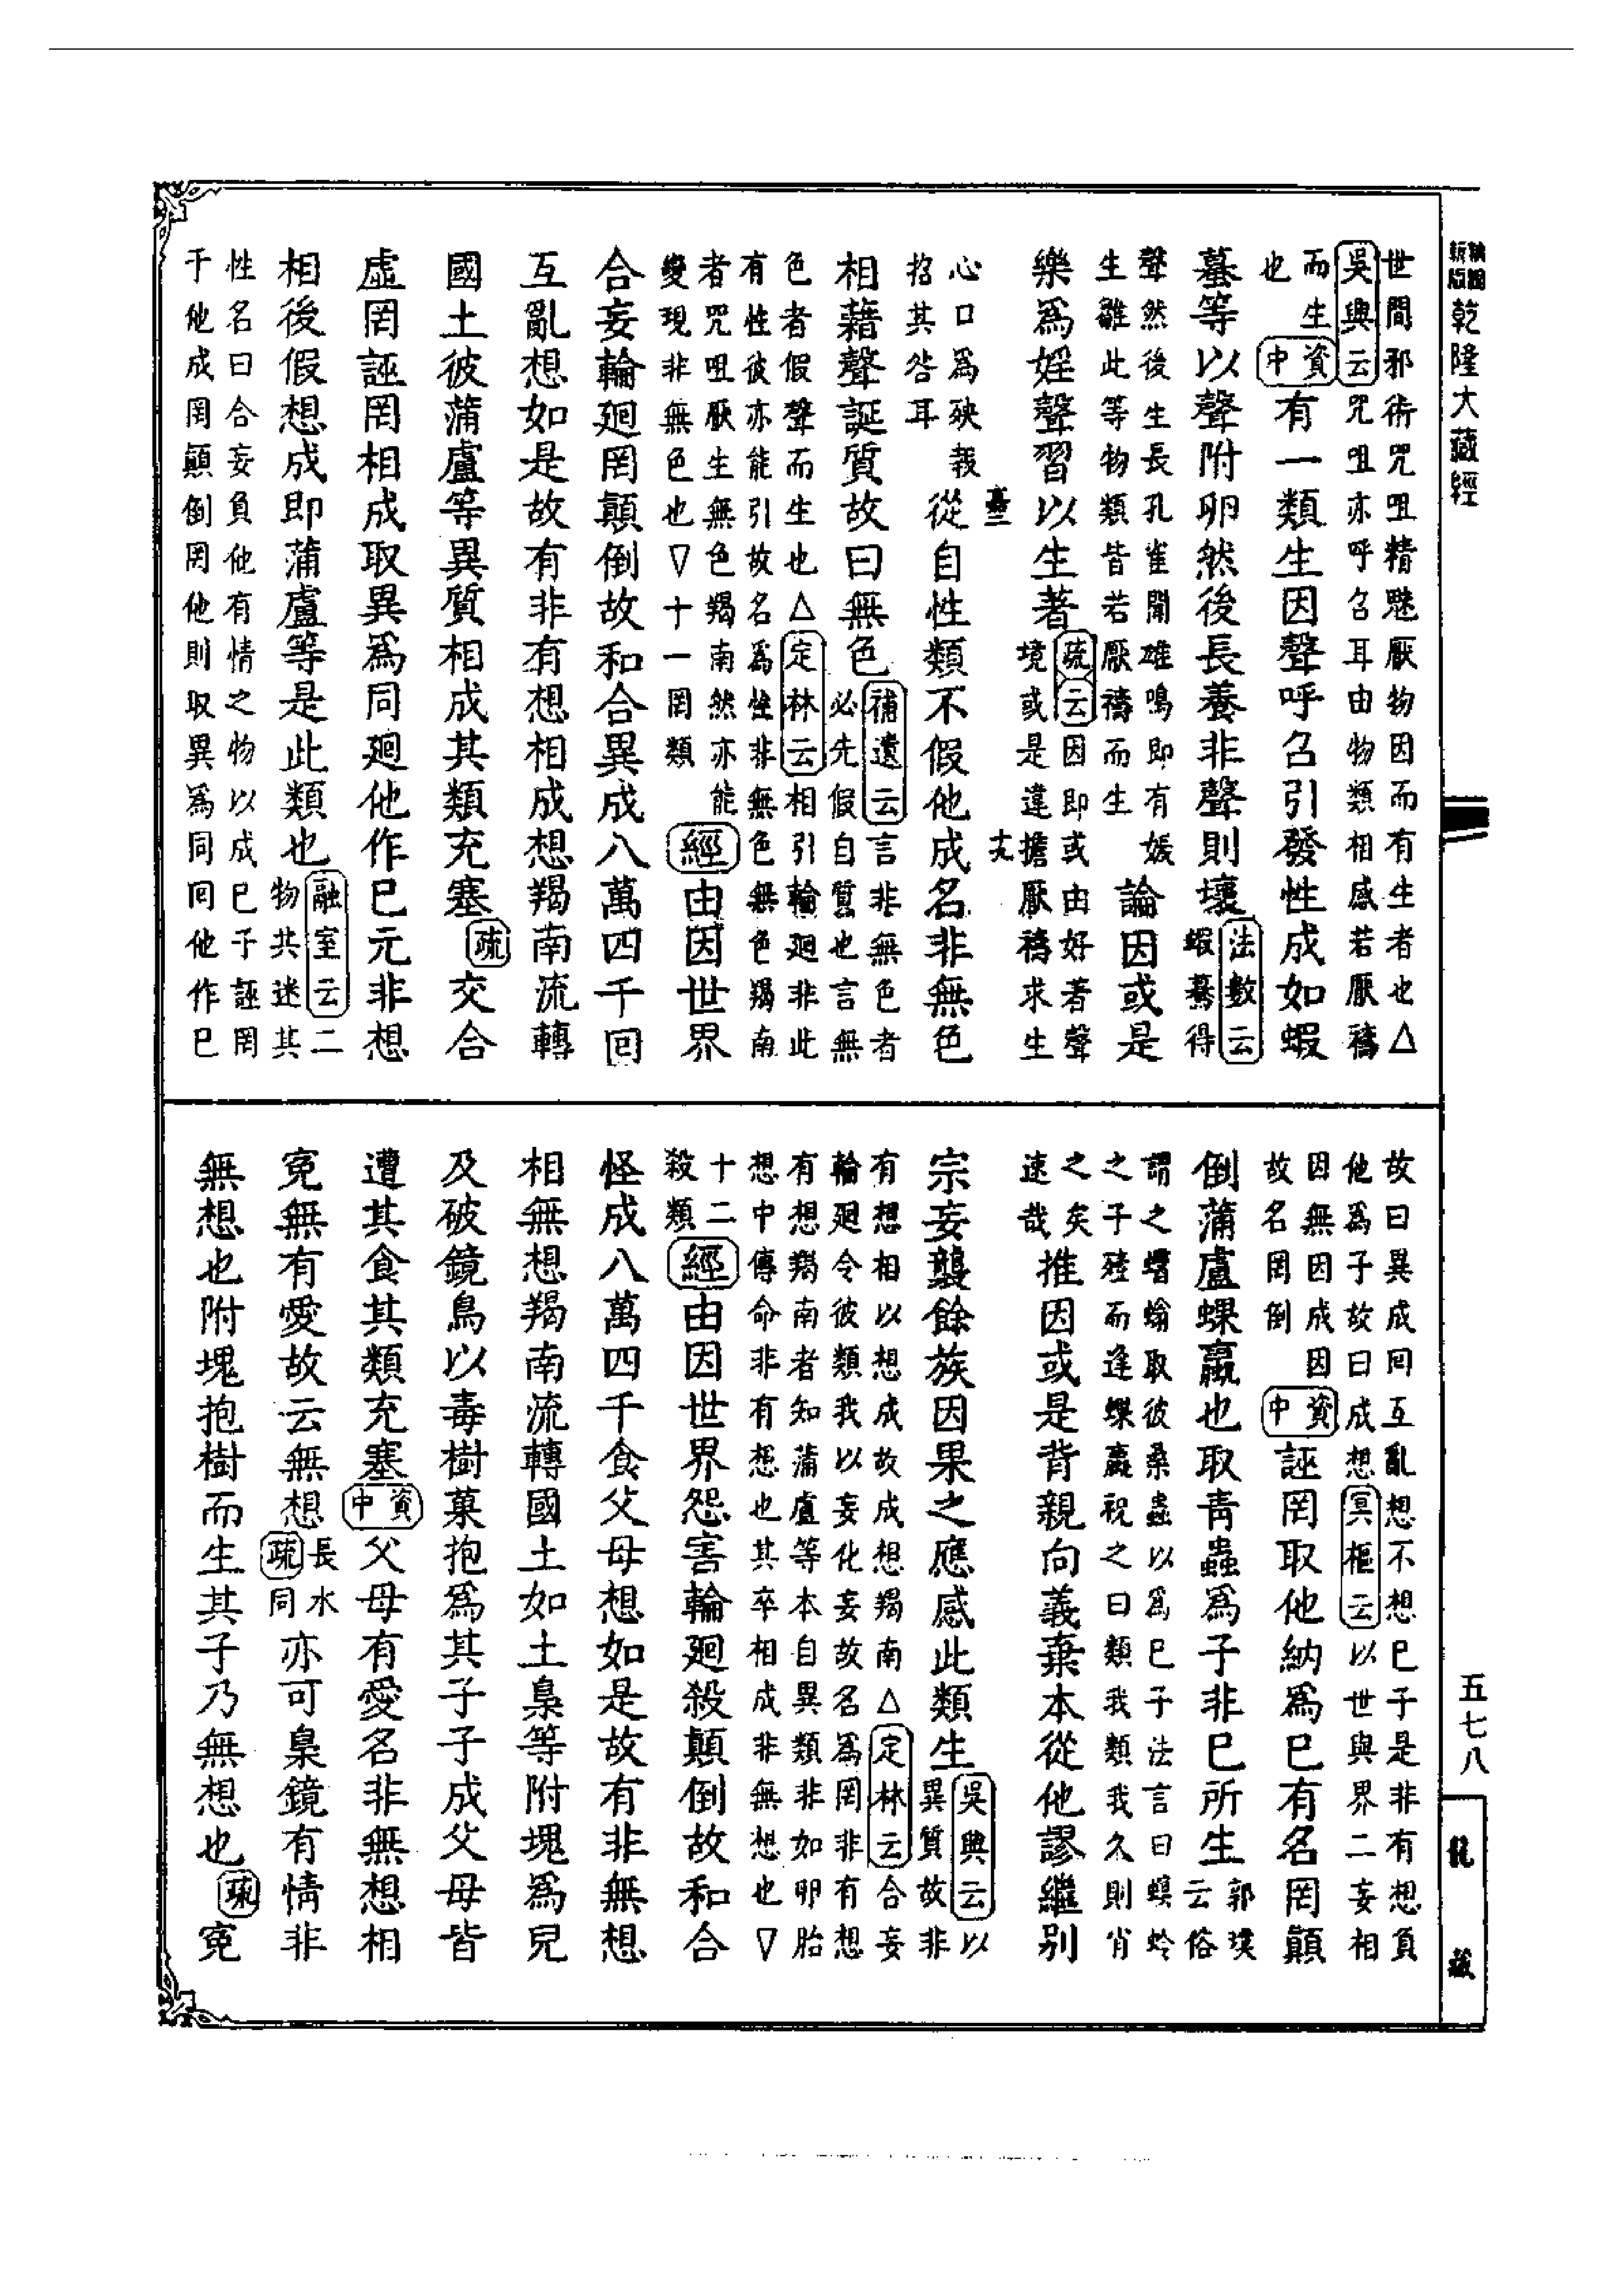 乾隆大藏經
世間邪術咒咀精魅厭物因而有生者也△
吳興云咒咀亦呼召耳由物類相感若厭禱
而生
也資中有一類生因聲呼召引發性成如蝦
蟇等以聲附卵然後長養非聲則壞法數云
蝦蟇得
聲然後生長孔雀聞雄鳴即有娠
生雖此等物類皆若厭禱而生論因或是
樂為婬聲習以生著疏云因即或由好著聲
境或是違擔厭禱求生
心口為殃報
招其咎耳從自性類不假他成名非無色
相藉聲誕質故曰無色補遺云言非無色者
必先假自質也言無
色者假聲而生也△定林云相引輪廻非此
有性彼亦能引故名為性非無色無色羯南
者咒咀厭生無色羯南然亦能
變現非無色也▽十一罔類經由因世界
合妄輪廻罔顛倒故和合異成八萬四千囘
互亂想如是故有非有想相成想羯南流轉
國土彼蒲盧等異質相成其類充塞疏交合
虛罔誣罔相成取異為同廻他作巳元非想
相後假想成即蒲盧等是此類也融室云二
物共迷其
性名曰合妄負他有情之物以成巳子誣罔
于他成罔顛倒罔他則取異為同囘他作巳
故曰異成囘互亂想不想巳子是非有想負
他為子故曰成想冥樞云以世與界二妄相
因無因成因
故名罔倒資中誣罔取他納為巳有名罔顛
倒蒲盧蜾蠃也取青蟲為子非巳所生郭璞
云俗
謂之蠮螉取彼桑蟲以為巳子法言曰螟蛉
之子殪而逢蜾蠃祝之曰類我類我久則肖
之矣
速哉推因或是背親向義棄本從他謬繼別
宗妄襲餘族因果之應感此類生吳興云以
異質故非
有想相以想成故成想羯南△定林云合妄
輪廻令彼類我以妄化妄故名為罔非有想
有想羯南者知蒲盧等本自異類非如卵胎
想中傳命非有想也其卒相成非無想也▽
十二
殺類經由因世界怨害輪廻殺顛倒故和合
怪成八萬四千食父母想如是故有非無想
相無想羯南流轉國土如土梟等附塊為兒
及破鏡鳥以毒樹菓抱為其子子成父母皆
遭其食其類充塞資中父母有愛名非無想相
寃無有愛故云無想長水
疏同亦可梟鏡有情非
無想也附塊抱樹而生其子乃無想也疏寃
五七八
龍藏